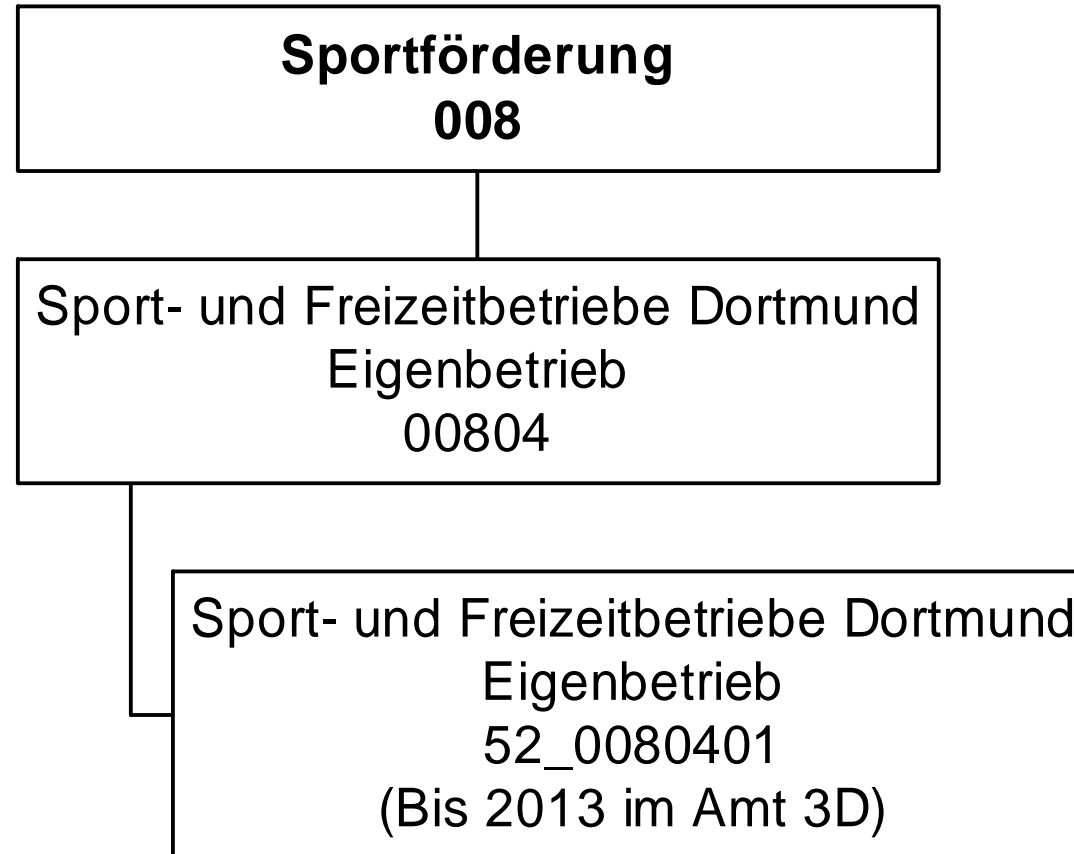 Sportförderung
008
Sport- und Freizeitbetriebe Dortmund
Eigenbetrieb
00804
Sport- und Freizeitbetriebe Dortmund
Eigenbetrieb
52_0080401
(Bis 2013 im Amt 3D)